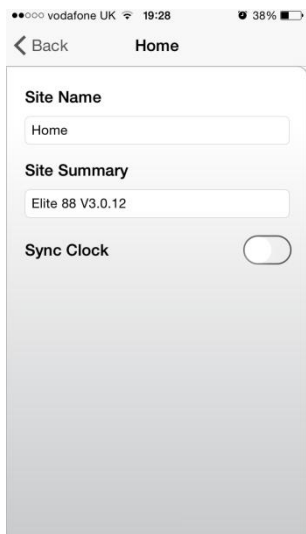 vodafone UK 19:28 38%
Back Home
Site Name
Home
Site Summary
Elite 88 V3.0.12
Sync Clock